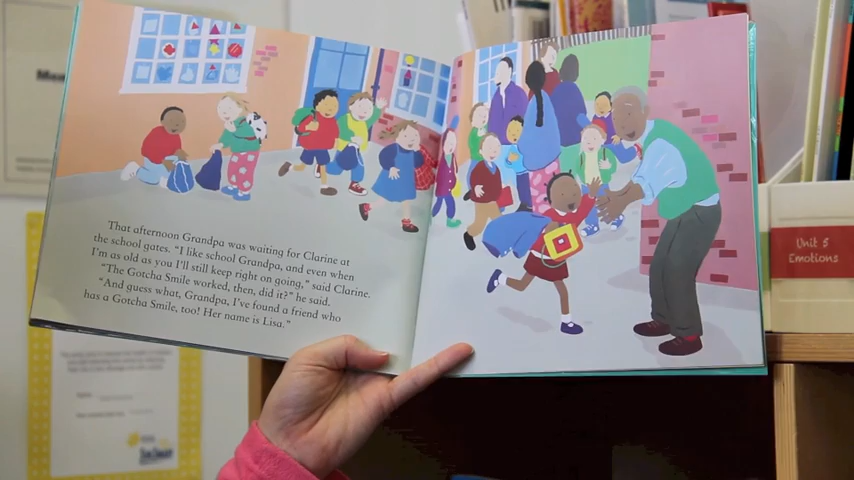 That afternoon Grandpa was waiting for Clarine at
the school gates. "I like school Grandpa, and even when
I'm as old as you I'll still keep right on going," said Clarine.
"The Gotcha Smile worked, then, did it?" he said.
"And guess what, Grandpa, I've found a friend who
has a Gotcha Smile, too! Her name is Lisa."
Unit 5
Emotions